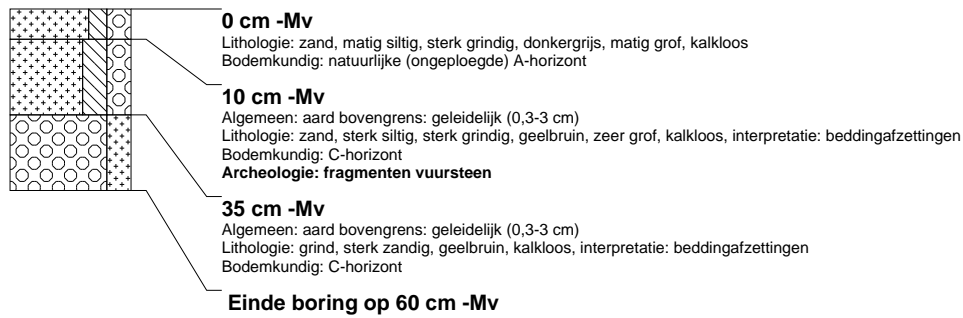 0 cm -Mv
Lithologie: zand, matig siltig, sterk grindig, donkergrijs, matig grof, kalkloos
Bodemkundig: natuurlijke (ongeploegde) A-horizont
10 cm -Mv
Algemeen: aard bovengrens: geleidelijk (0,3-3 cm)
Lithologie: zand, sterk siltig, sterk grindig, geelbruin, zeer grof, kalkloos, interpretatie: beddingafzettingen
Bodemkundig: C-horizont
Archeologie: fragmenten vuursteen
35 cm -Mv
Algemeen: aard bovengrens: geleidelijk (0,3-3 cm)
Lithologie: grind, sterk zandig, geelbruin, kalkloos, interpretatie: beddingafzettingen
Bodemkundig: C-horizont
Einde boring op 60 cm -Mv